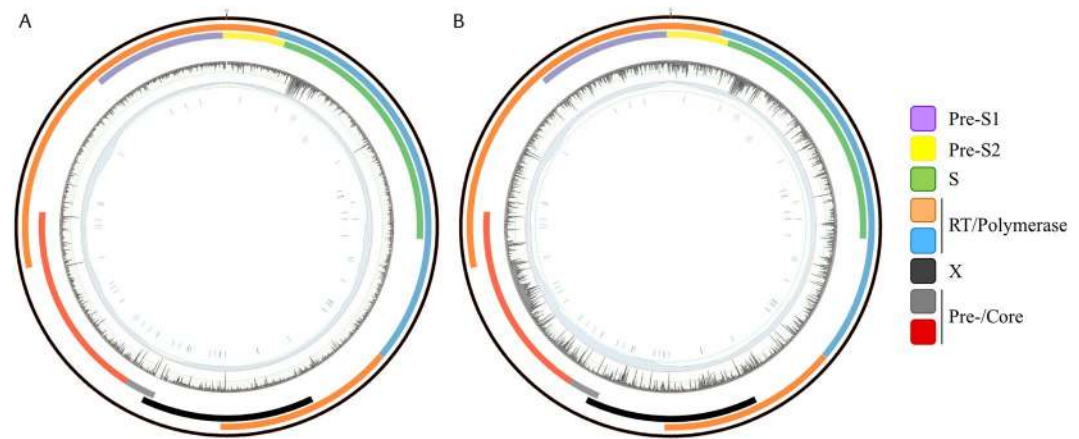 A
B
Pre-S1
Pre-S2
S
RT/Polymerase
X
Pre-/Core